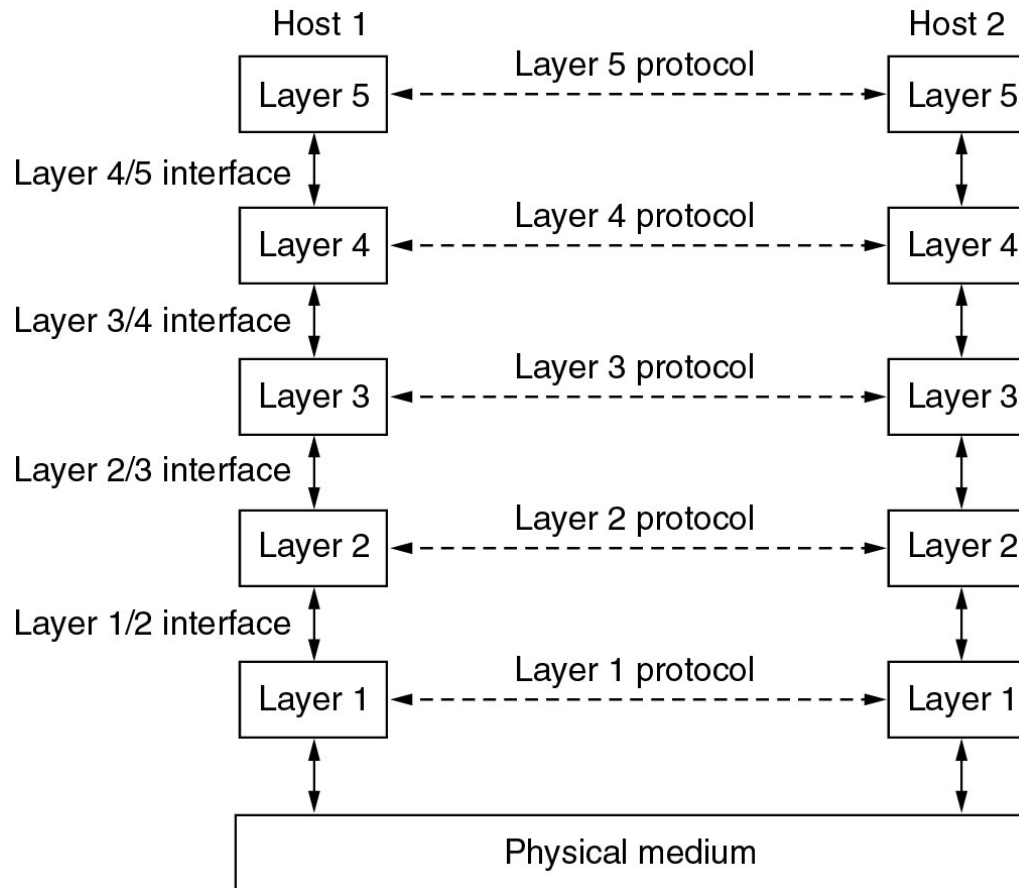 Host 1
Host 2
Layer 5 protocol
Layer 5
Layer 5
Layer 4/5 interface
Layer 4 protocol
Layer 4
Layer 4
Layer 3/4 interface
Layer 3 protocol
Layer 3
Layer 3
Layer 2/3 interface
Layer 2 protocol
Layer 2
Layer 2
Layer 1/2 interface
Layer 1 protocol
Layer 1
Layer 1
Physical medium